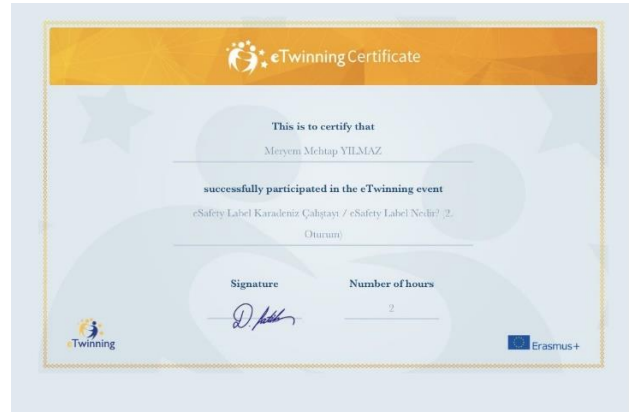 eTwinning Certificate
This is to certify that
Meryem Mehtap YILMAZ
successfully participated in the eTwinning event
eSafety Label Karadeniz Çalıştayı / eSafety Label Nedir? (2.
Oturum)
Signature Number of hours
2
eTwinning
Erasmus+